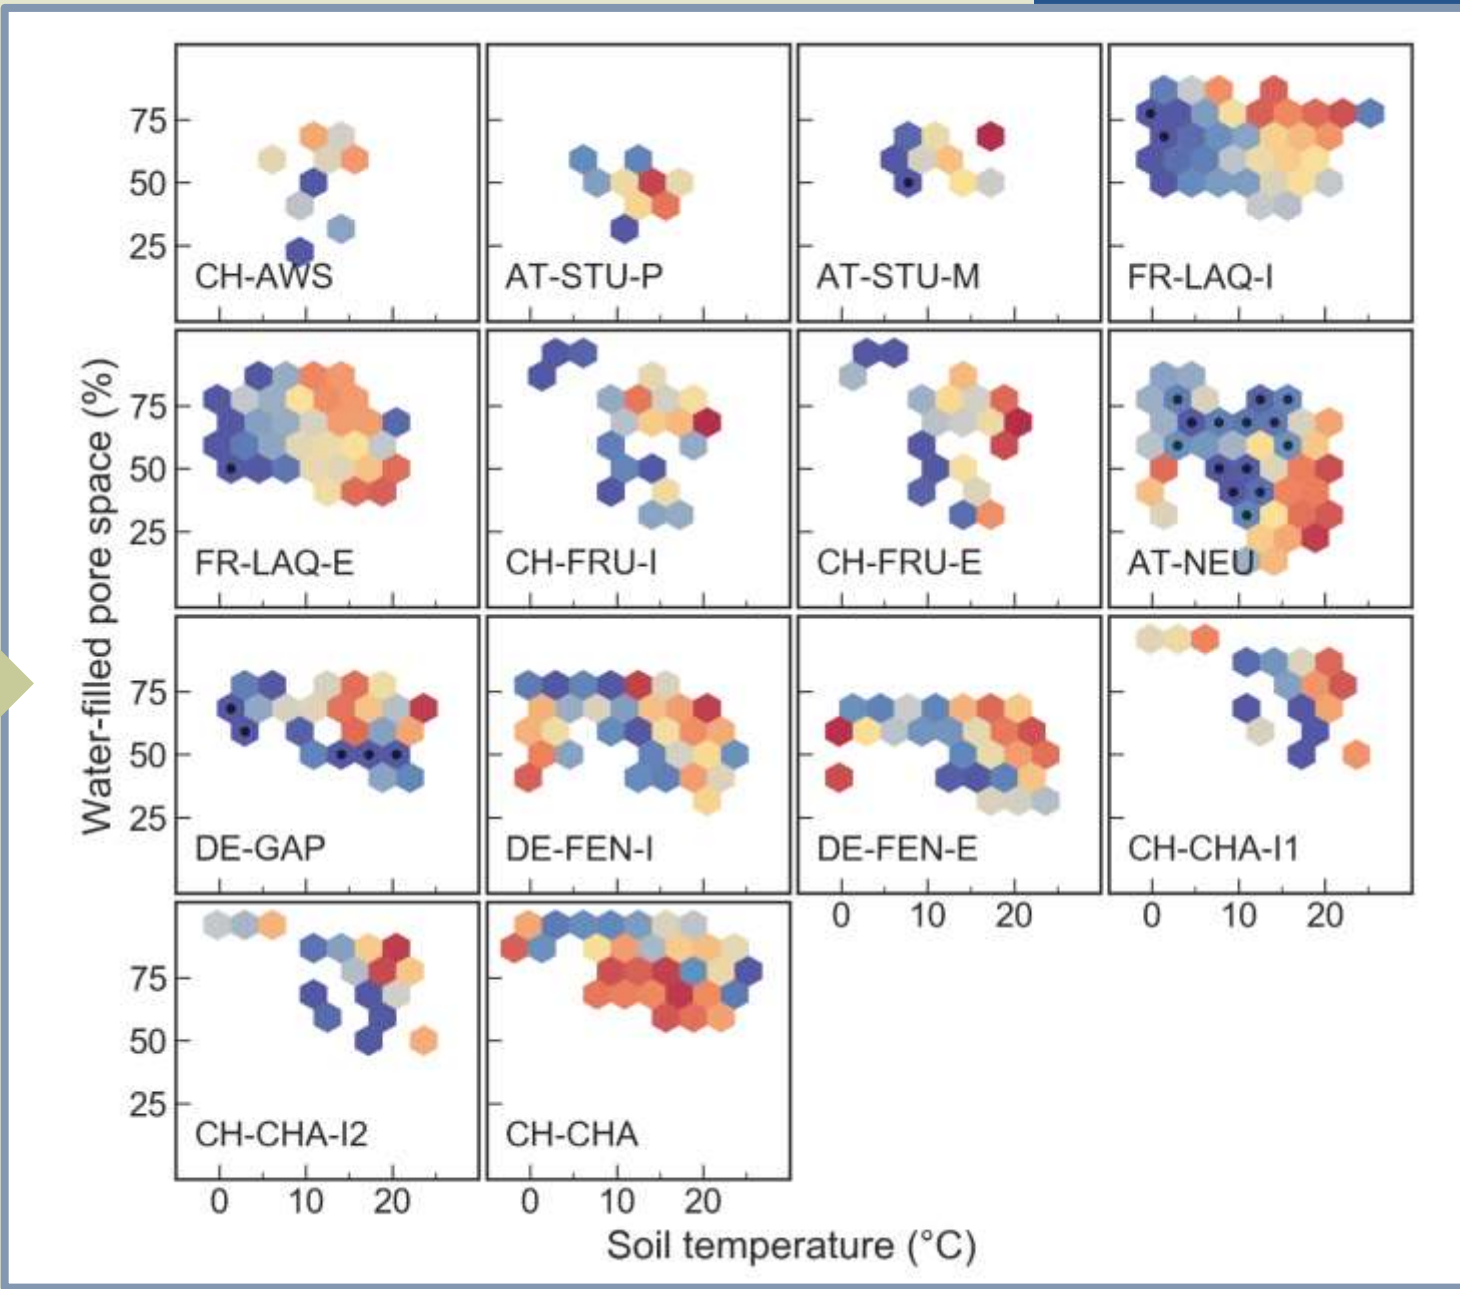 75
50
25
CH-AWS
AT-STU-P
AT-STU-M
FR-LAQ-I
75
50
25
FR-LAQ-E
CH-FRU-I
CH-FRU-E
AT-NEU
Water-filled pore space (%)
75
50
25
DE-GAP
DE-FEN-I
DE-FEN-E
CH-CHA-I1
0 10 20
0 10 20
75
50
25
CH-CHA-I2
CH-CHA
0 10 20
0 10 20
Soil temperature (°C)